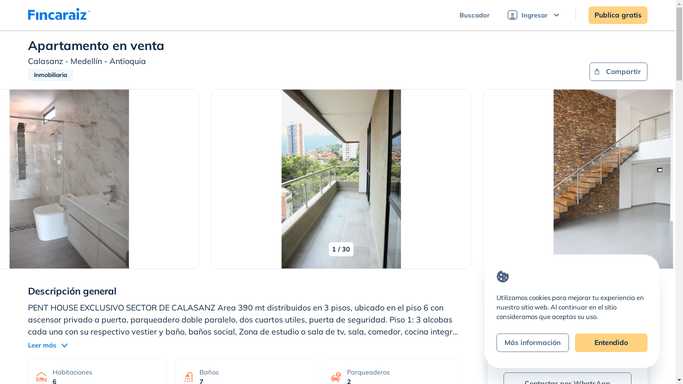 Fincaraiz
Buscador
Ingresar
Publica gratis
Apartamento en venta
Calasanz - Medellín - Antioquia
Inmobiliaria
Compartir
1 / 30
Descripción general
PENT HOUSE EXCLUSIVO SECTOR DE CALASANZ Area 390 mt distribuidos en 3 pisos, ubicado en el piso 6 con
ascensor privado a puerto, parqueadero doble paralelo, dos cuartos utiles, puerta de seguridad. Piso 1: 3 alcobas
cada una con su respectivo vestier y baño, baños social, Zona de estudio o sala de tv, sala, comedor, cocina integr...
Leer más
Habitaciones
6
Baños
7
Parqueaderos
2
Utilizamos cookies para mejorar tu experiencia en
nuestro sitio web. Al continuar en el sitio
consideramos que aceptas su uso.
Más información
Entendido
Contactar por WhatsApp